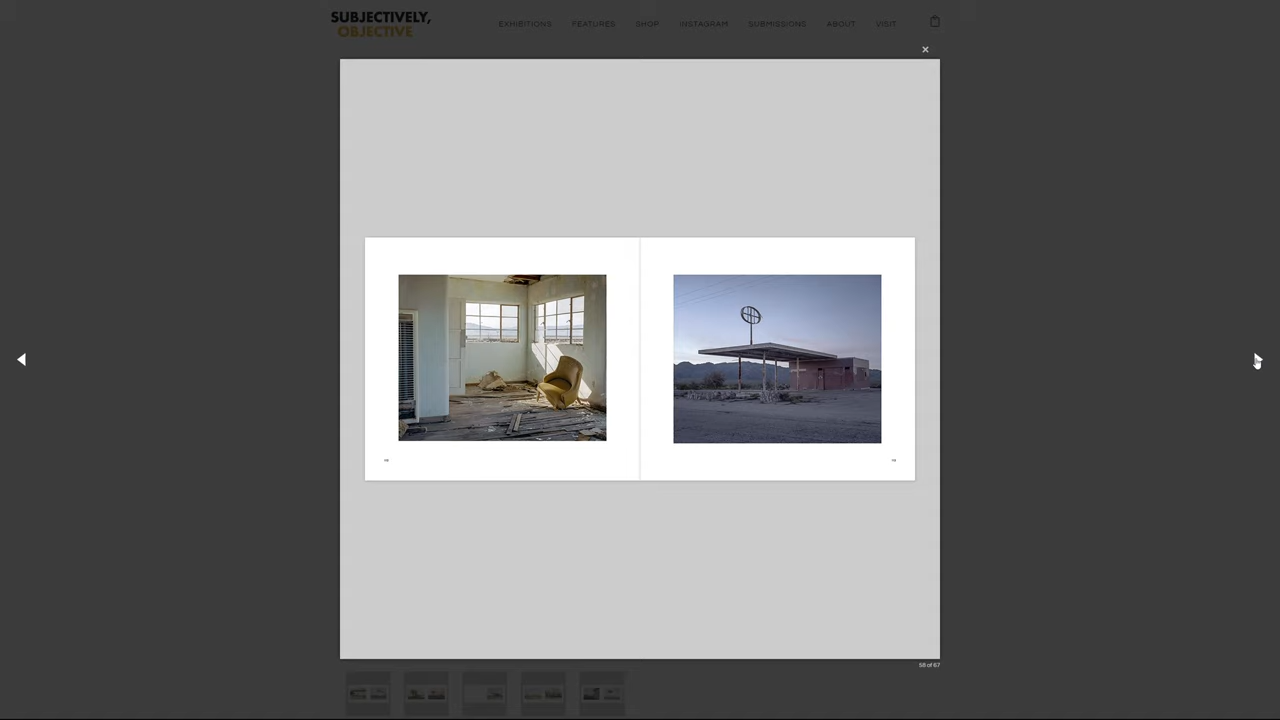 SUBJECTIVELY,
OBJECTIVE
EXHIBITIONS FEATURES SHOP INSTAGRAM SUBMISSIONS ABOUT VISIT
×
58 of 67